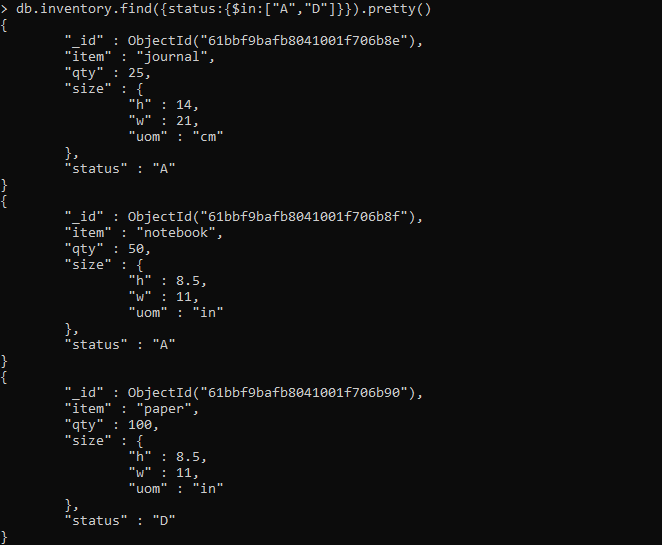 > db.inventory.find({status:{$in:["A","D"]}}).pretty()
{
        "_id" : ObjectId("61bbf9bafb8041001f706b8e"),
        "item" : "journal",
        "qty" : 25,
        "size" : {
                "h" : 14,
                "w" : 21,
                "uom" : "cm"
        },
        "status" : "A"
}
{
        "_id" : ObjectId("61bbf9bafb8041001f706b8f"),
        "item" : "notebook",
        "qty" : 50,
        "size" : {
                "h" : 8.5,
                "w" : 11,
                "uom" : "in"
        },
        "status" : "A"
}
{
        "_id" : ObjectId("61bbf9bafb8041001f706b90"),
        "item" : "paper",
        "qty" : 100,
        "size" : {
                "h" : 8.5,
                "w" : 11,
                "uom" : "in"
        },
        "status" : "D"
}